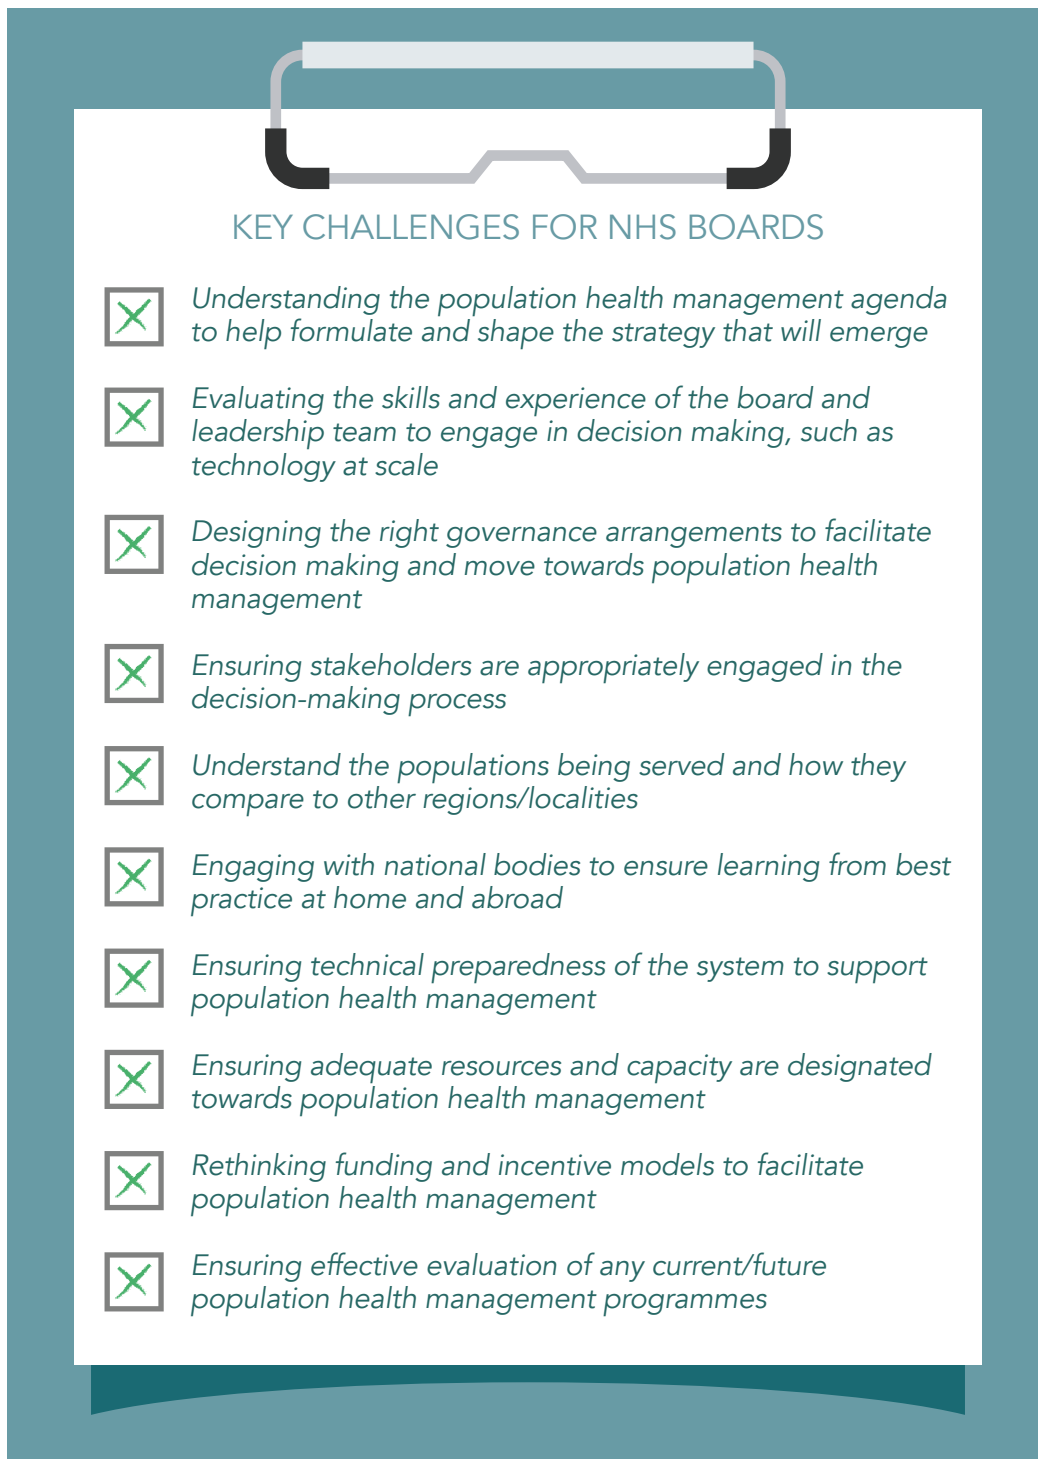 KEY CHALLENGES FOR NHS BOARDS
Understanding the population health management agenda
to help formulate and shape the strategy that will emerge
Evaluating the skills and experience of the board and
leadership team to engage in decision making, such as
technology at scale
Designing the right governance arrangements to facilitate
decision making and move towards population health
management
Ensuring stakeholders are appropriately engaged in the
decision-making process
Understand the populations being served and how they
compare to other regions/localities
Engaging with national bodies to ensure learning from best
practice at home and abroad
Ensuring technical preparedness of the system to support
population health management
Ensuring adequate resources and capacity are designated
towards population health management
Rethinking funding and incentive models to facilitate
population health management
Ensuring effective evaluation of any current/future
population health management programmes